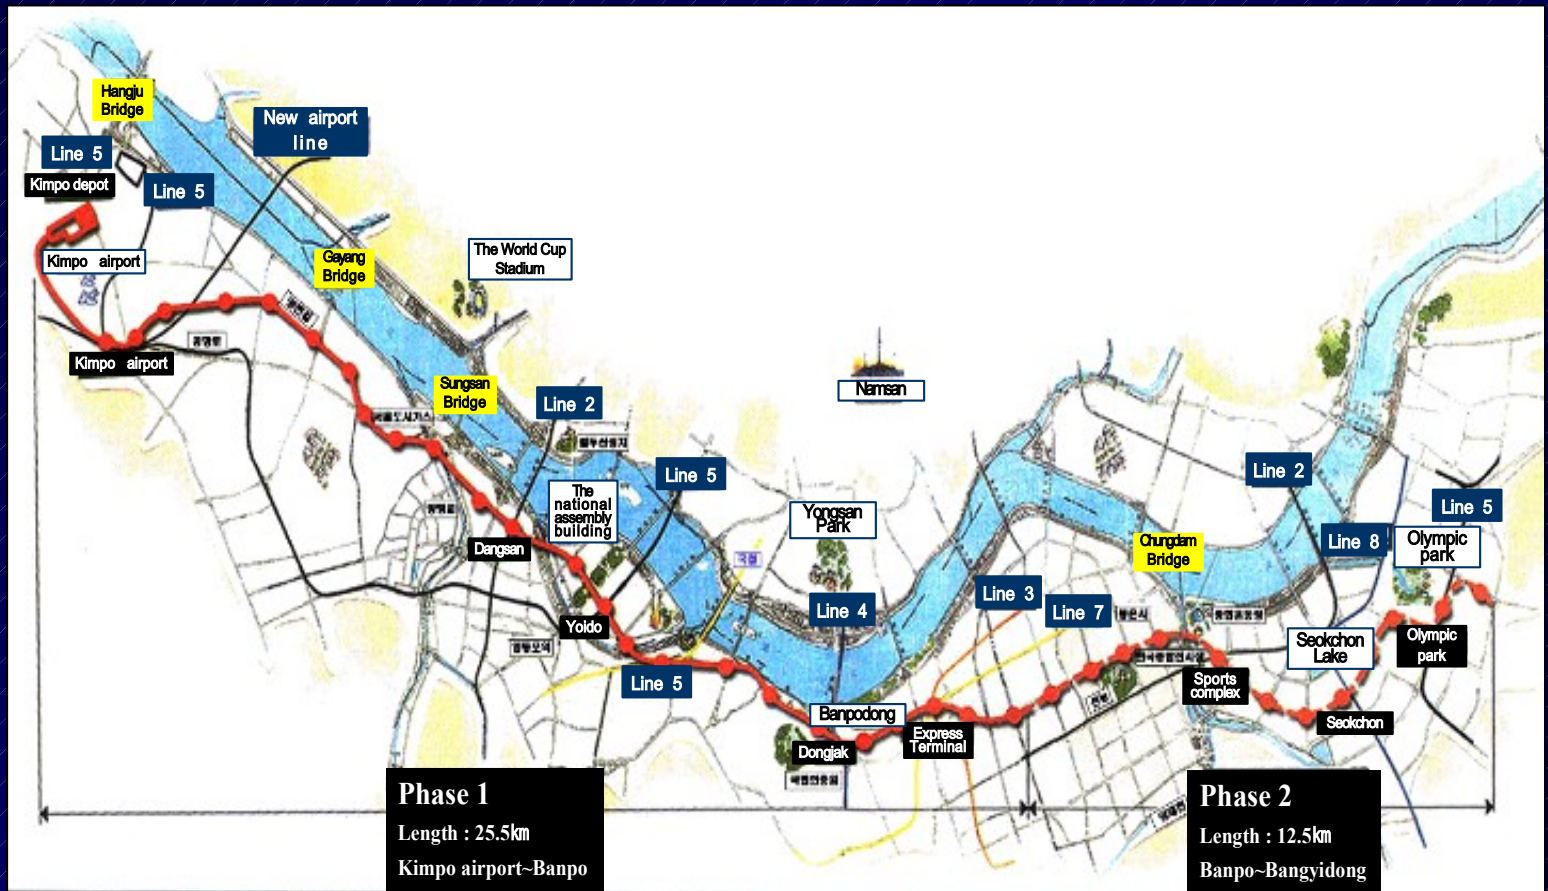 Hangju
Bridge
New airport
line
Line 5
Kimpo depot
Line 5
Kimpo airport
Gayang
Bridge
The World Cup
Stadium
Kimpo airport
Sungsan
Bridge
Line 2
Namsan
The
national
assembly
building
Line 5
Yongsan
Park
Line 2
Line 5
Dangsan
국철
Chungdam
Bridge
Line 8
Olympic
park
Yoido
Line 4
Line 3
Line 7
Seokchon
Lake
Olympic
park
Line 5
Banpodong
Sports
complex
Dongjak
Express
Terminal
Seokchon
Phase 1
Length : 25.5㎞
Kimpo airport~Banpo
Phase 2
Length : 12.5㎞
Banpo~Bangyidong